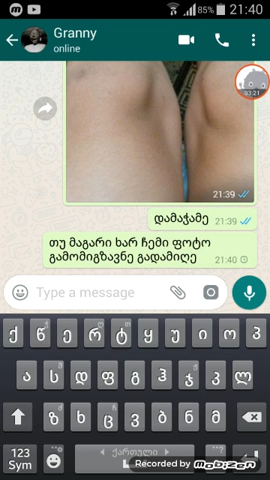 85% 21:40
Granny
online
03:21
21:39
დამაჭამე 21:39
თუ მაგარი ხარ ჩემი ფოტო
გამომიგზავნე გადამიღე 21:40
Type a message
ქ წ ე რ ტ ყ უ ი ო პ
ა ს დ ფ გ ჰ ჯ კ ლ
ზ ხ ც ვ ბ ნ მ
123
Sym
ქართული
Recorded by Mobizen